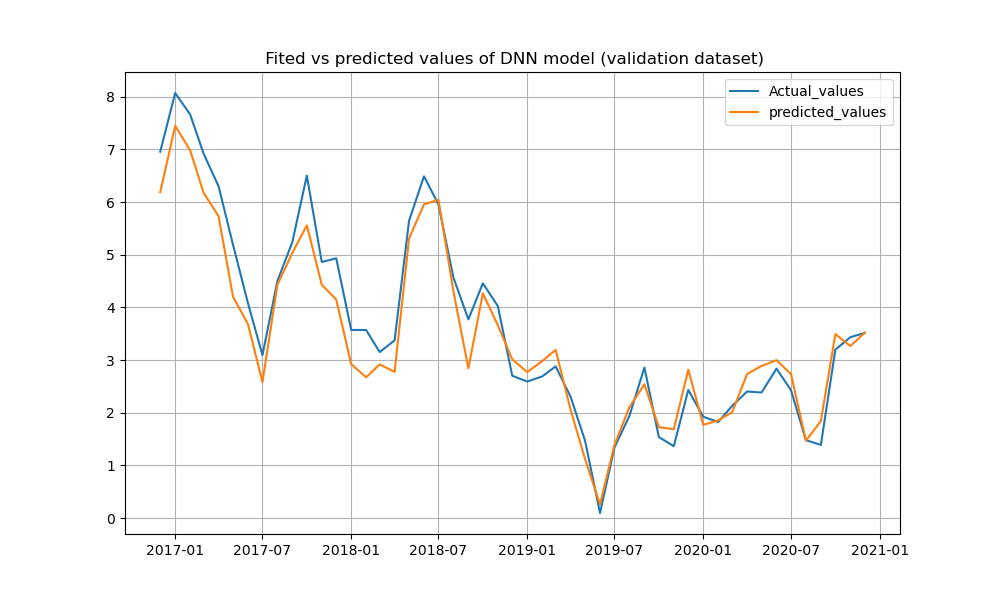 Fited vs predicted values of DNN model (validation dataset)
Actual_values
predicted_values
8
7
6
5
4
3
2
1
0
2017-01 2017-07 2018-01 2018-07 2019-01 2019-07 2020-01 2020-07 2021-01